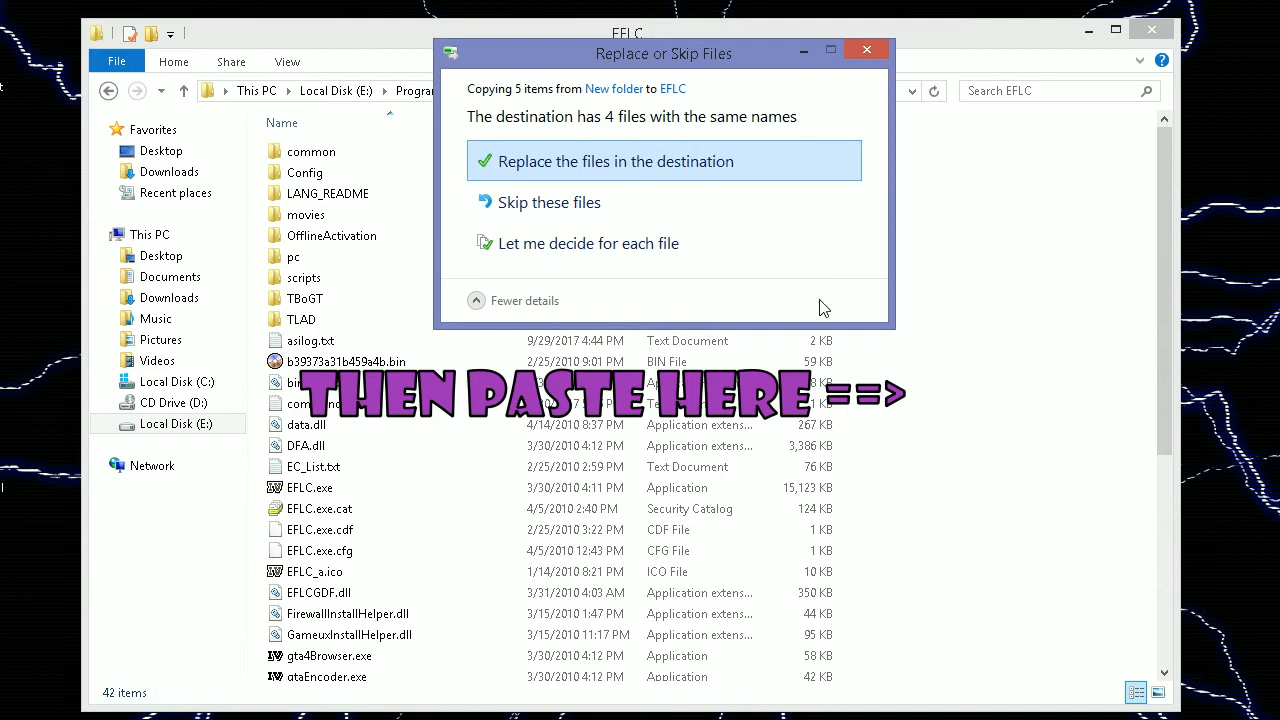 EFLC
File
Home
Share
View
This PC
Local Disk (E:)
Search EFLC
Replace or Skip Files
Copying 5 items from New folder to EFLC
The destination has 4 files with the same names
Replace the files in the destination
Skip these files
Let me decide for each file
Fewer details
Favorites
Desktop
Downloads
Recent places
This PC
Desktop
Documents
Downloads
Music
Pictures
Videos
Local Disk (C:)
CD Drive (D:)
Local Disk (E:)
Network
Name
common
Config
LANG_README
movies
OfflineActivation
pc
scripts
TBoGT
TLAD
asilog.txt 9/29/2017 4:44 PM Text Document 2 KB
b39373a31b459a4b.bin 2/25/2010 9:01 PM BIN File 59 KB
THEN PASTE HERE ==>
data.dll 4/14/2010 8:37 PM Application extens... 267 KB
DFA.dll 3/30/2010 4:12 PM Application extens... 3,386 KB
EC_List.txt 2/25/2010 2:59 PM Text Document 76 KB
EFLC.exe 3/30/2010 4:11 PM Application 15,123 KB
EFLC.exe.cat 4/5/2010 2:40 PM Security Catalog 124 KB
EFLC.exe.cdf 2/25/2010 3:22 PM CDF File 1 KB
EFLC.exe.cfg 4/5/2010 12:43 PM CFG File 1 KB
EFLC_a.ico 1/14/2010 8:21 PM ICO File 10 KB
EFLCGDF.dll 3/31/2010 4:03 AM Application extens... 350 KB
FirewallInstallHelper.dll 3/15/2010 1:47 PM Application extens... 44 KB
GameuxInstallHelper.dll 3/15/2010 11:17 PM Application extens... 95 KB
gta4Browser.exe 3/30/2010 4:12 PM Application 58 KB
gtaEncoder.exe 3/30/2010 4:12 PM Application 42 KB
42 items